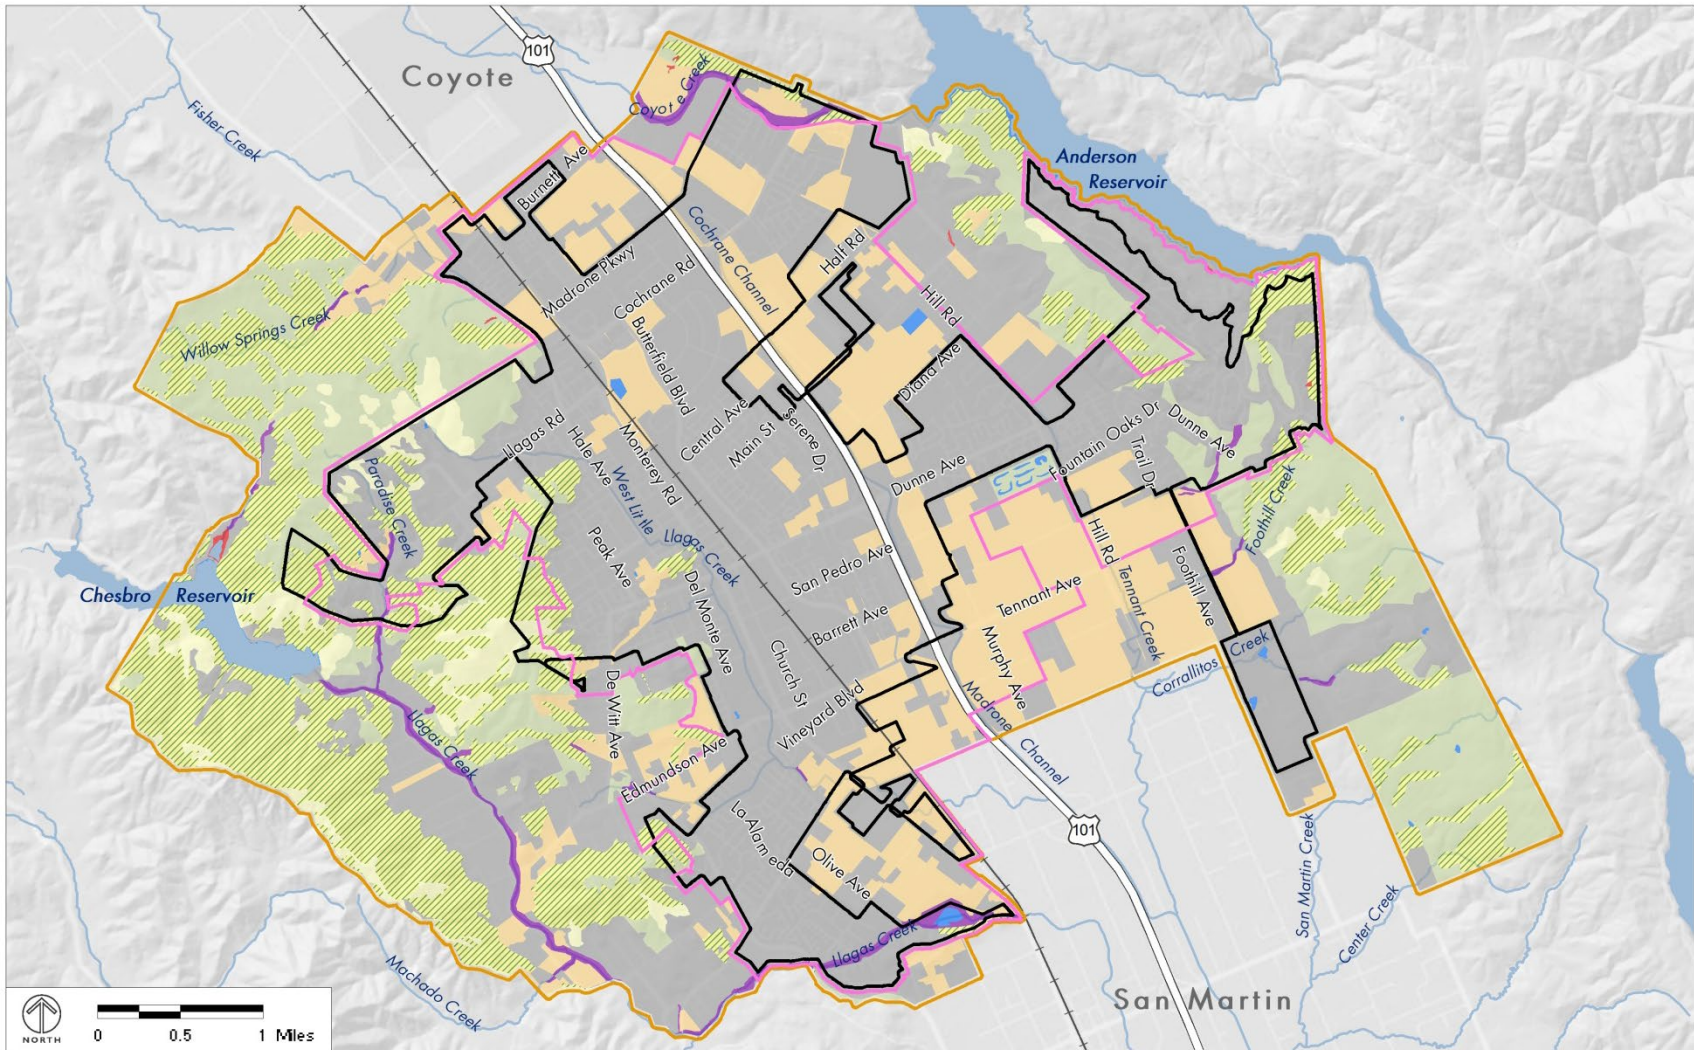 101
Coyote
Coyote Creek
Fisher Creek
Burnett Ave
Anderson
Reservoir
Cochrane Channel
Half Rd
Madrone Pkwy
Cochrane Rd
Hill Rd
Willow Springs Creek
Butterfield Blvd
Diana Ave
Central Ave
Main St
Serene Dr
Fountain Oaks Dr
Dunne Ave
Trail Dr
Llagas Rd
Hale Ave
Monterey Rd
Dunne Ave
Paradise Creek
West Little
Llagas Creek
Foothill Creek
Peak Ave
San Pedro Ave
Hill Rd
Foothill Ave
Tennant Ave
Tennant Creek
Chesbro Reservoir
Del Monte Ave
Barrett Ave
Murphy Ave
Corrallitos Creek
Church St
De Witt Ave
Vineyard Blvd
Madrone
Channel
Llagas Creek
Edmundson Ave
La Alameda
Olive Ave
101
San Martin Creek
Center Creek
Llagas Creek
Machado Creek
San Martin
NORTH
0 0.5 1 Miles